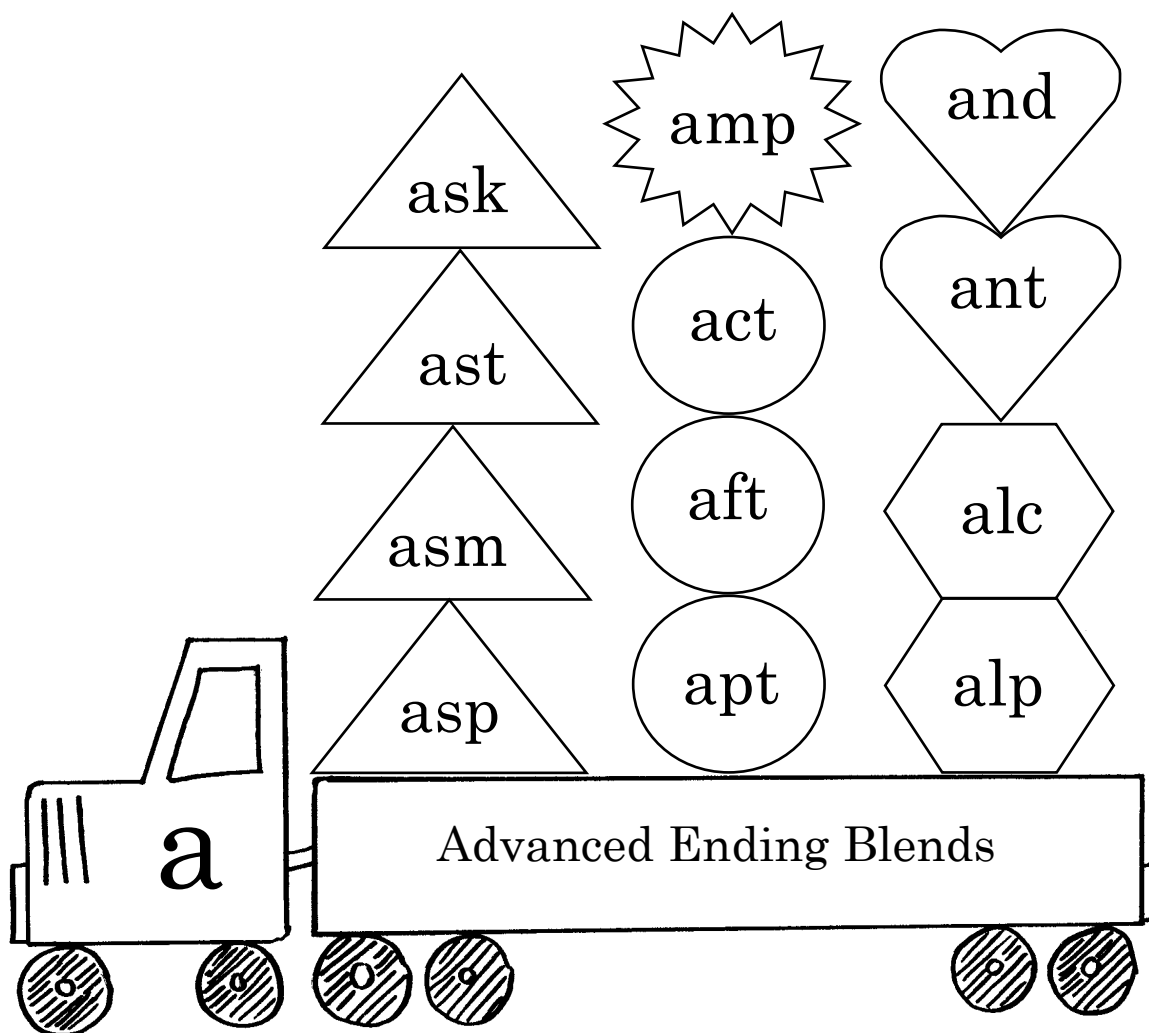 ask
ast
asm
asp
amp
act
aft
apt
and
ant
alc
alp
a
Advanced Ending Blends